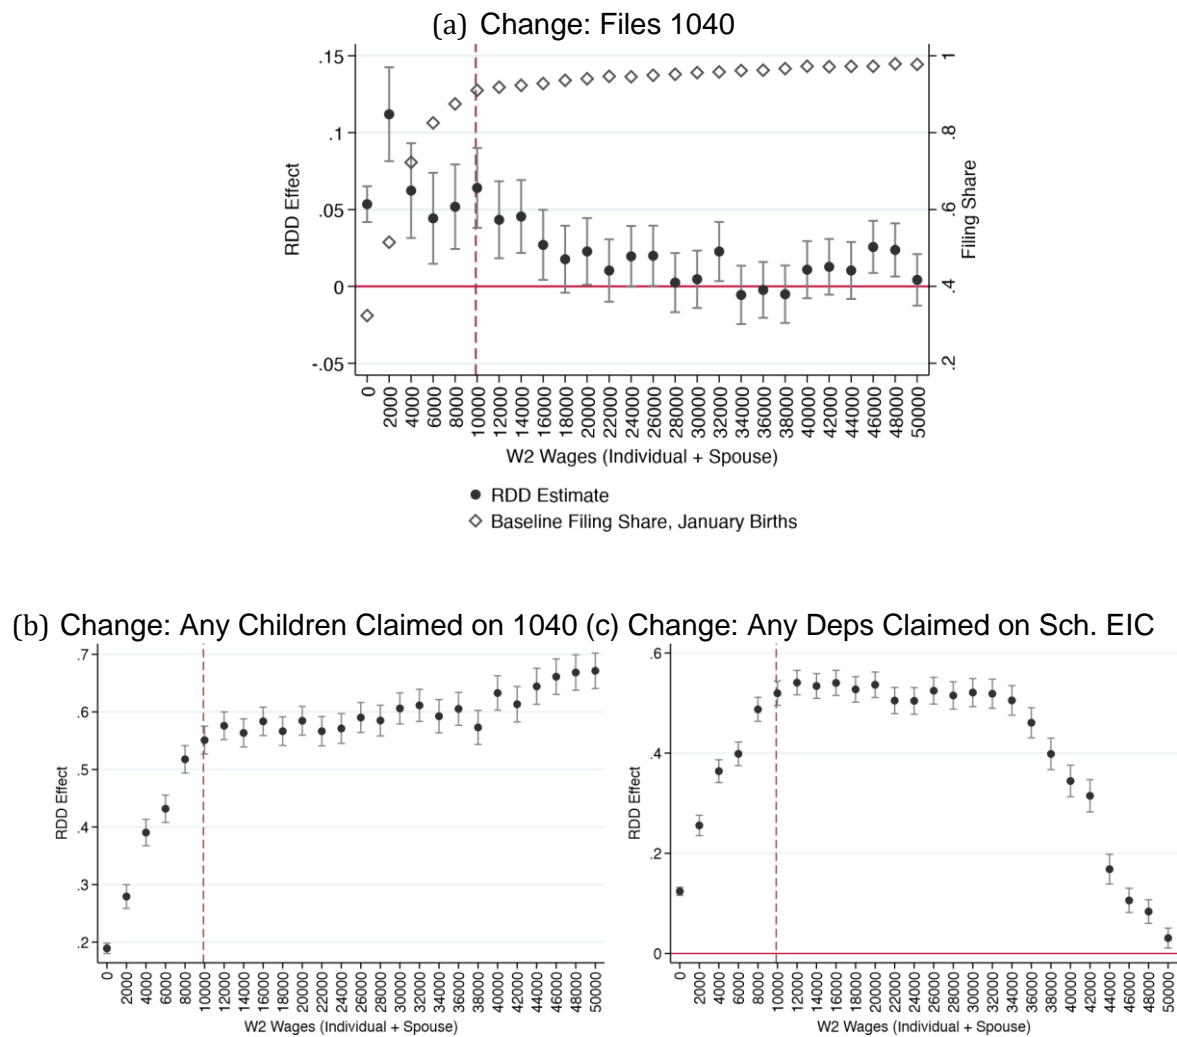 (a) Change: Files 1040
.15
.1
.05
0
-.05
RDD Effect
1
.8
.6
.4
.2
Filing Share
0 2000 4000 6000 8000 10000 12000 14000 16000 18000 20000 22000 24000 26000 28000 30000 32000 34000 36000 38000 40000 42000 44000 46000 48000 50000
W2 Wages (Individual + Spouse)
RDD Estimate
Baseline Filing Share, January Births
(b) Change: Any Children Claimed on 1040
.7
.6
.5
.4
.3
.2
RDD Effect
0 2000 4000 6000 8000 10000 12000 14000 16000 18000 20000 22000 24000 26000 28000 30000 32000 34000 36000 38000 40000 42000 44000 46000 48000 50000
W2 Wages (Individual + Spouse)
(c) Change: Any Deps Claimed on Sch. EIC
.6
.4
.2
0
RDD Effect
0 2000 4000 6000 8000 10000 12000 14000 16000 18000 20000 22000 24000 26000 28000 30000 32000 34000 36000 38000 40000 42000 44000 46000 48000 50000
W2 Wages (Individual + Spouse)